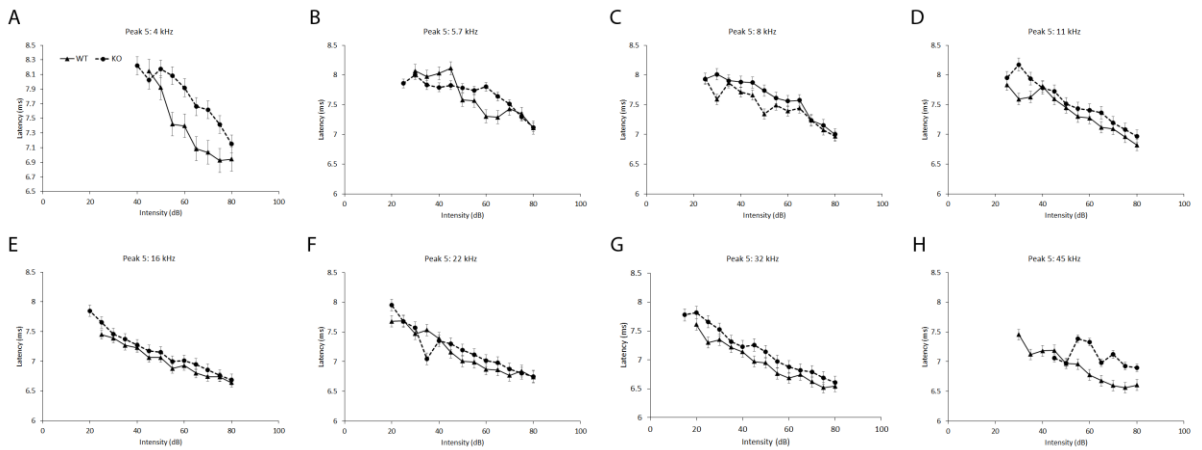 A
B
C
D
Peak 5: 4 kHz
Peak 5: 5.7 kHz
Peak 5: 8 kHz
Peak 5: 11 kHz
WT KO
Latency (ms)
8.5
8.3
8.1
7.9
7.7
7.5
7.3
7.1
6.9
6.7
6.5
0 20 40 60 80 100
Intensity (dB)
Latency (ms)
8.5
8
7.5
7
6.5
6
0 20 40 60 80 100
Intensity (dB)
Latency (ms)
8.5
8
7.5
7
6.5
6
0 20 40 60 80 100
Intensity (dB)
Latency (ms)
8.5
8
7.5
7
6.5
6
0 20 40 60 80 100
Intensity (dB)
E
F
G
H
Peak 5: 16 kHz
Peak 5: 22 kHz
Peak 5: 32 kHz
Peak 5: 45 kHz
Latency (ms)
8.5
8
7.5
7
6.5
6
0 20 40 60 80 100
Intensity (dB)
Latency (ms)
8.5
8
7.5
7
6.5
6
0 20 40 60 80 100
Intensity (dB)
Latency (ms)
8.5
8
7.5
7
6.5
6
0 20 40 60 80 100
Intensity (dB)
Latency (ms)
8.5
8
7.5
7
6.5
6
0 20 40 60 80 100
Intensity (dB)